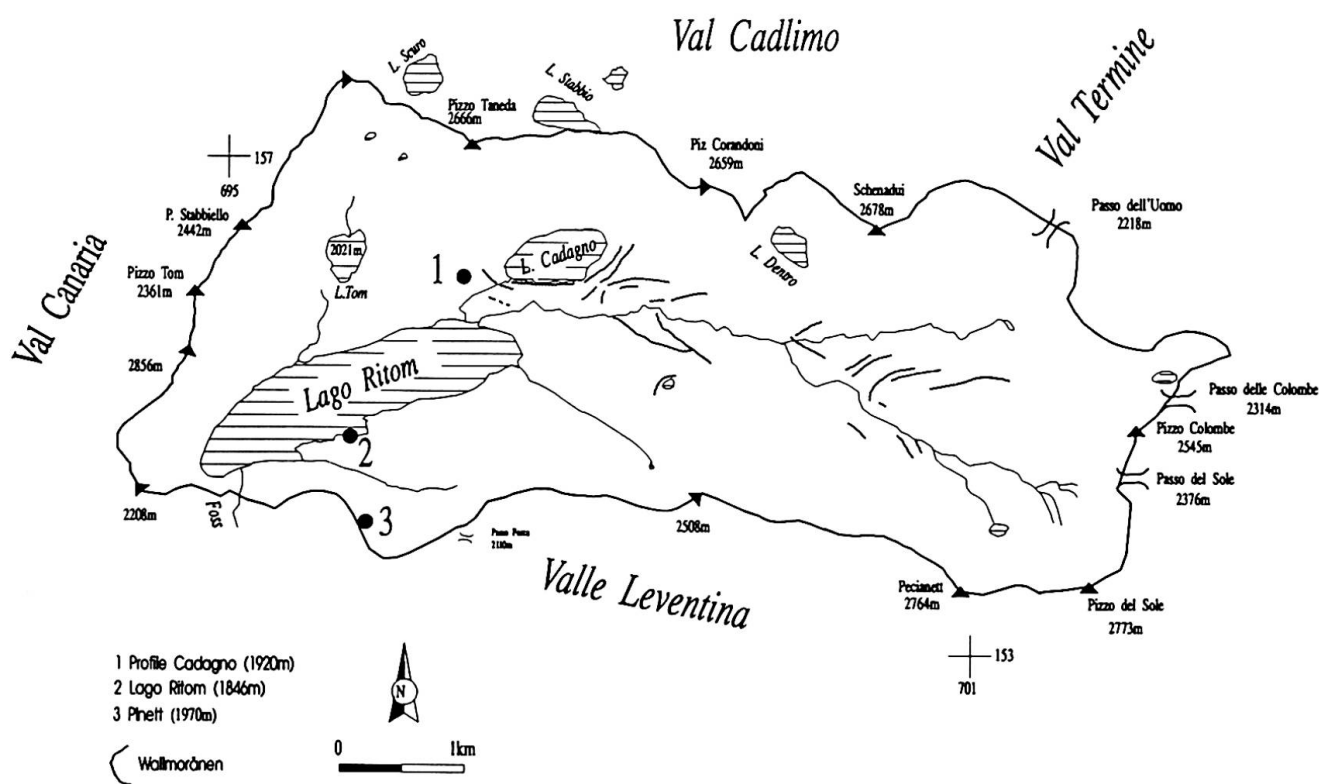 Val Cadlimo
Val Termine
L. Scuro
L. Stabbio
Pizzo Taneda
2666m
Piz Corandoni
2659m
157
695
Schenadui
2678m
P. Stabbiello
2442m
Passo dell'Uomo
2218m
Val Canaria
2021m
L. Cadagno
L. Dentro
1
Pizzo Tom
2361m
L. Tom
2856m
Lago Ritom
Passo delle Colombe
2314m
Pizzo Colombe
2545m
2
Passo del Sole
2376m
2208m
Foss
3
2508m
2110m
Valle Leventina
Pecianett
2764m
Pizzo del Sole
2773m
153
701
1 Profile Cadagno (1920m)
2 Lago Ritom (1846m)
3 Pinett (1970m)
N
0 1km
Wallmoränen